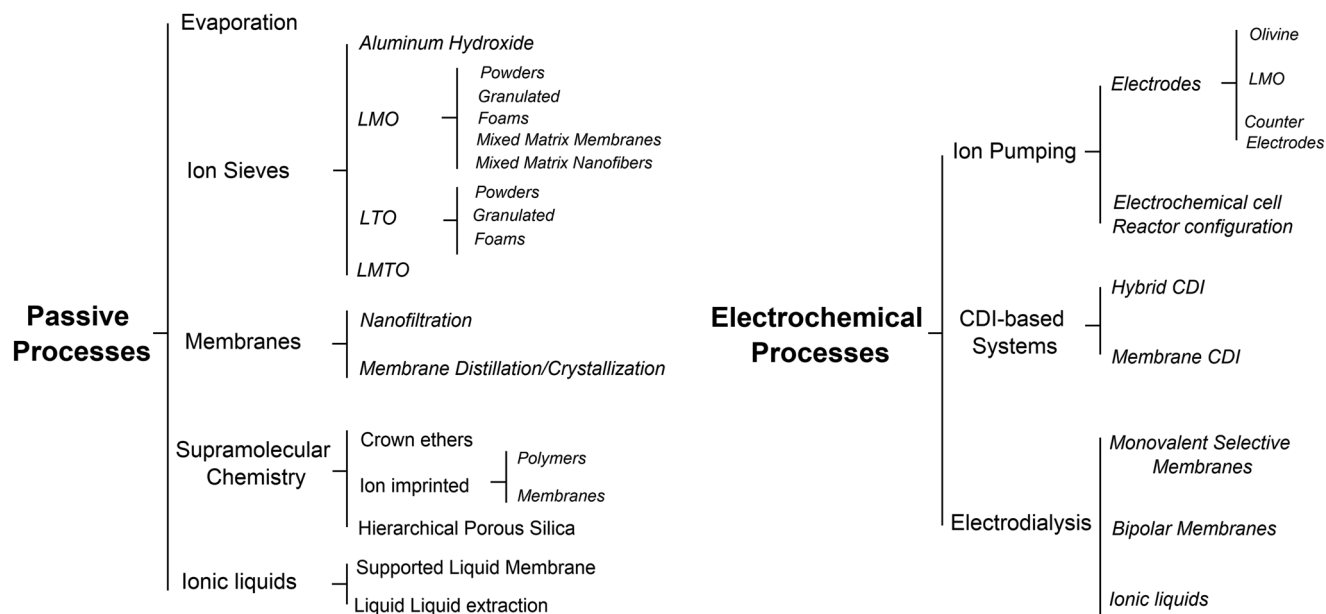 Evaporation
Aluminum Hydroxide
Powders
Granulated
LMO
Foams
Mixed Matrix Membranes
Mixed Matrix Nanofibers
Ion Sieves
Powders
LTO
Granulated
Foams
LMTO
Passive
Processes
Nanofiltration
Membranes
Membrane Distillation/Crystallization
Crown ethers
Supramolecular
Chemistry
Polymers
Ion imprinted
Membranes
Hierarchical Porous Silica
Supported Liquid Membrane
Ionic liquids
Liquid Liquid extraction
Olivine
Electrodes
LMO
Counter
Electrodes
Ion Pumping
Electrochemical cell
Reactor configuration
Hybrid CDI
Electrochemical
Processes
CDI-based
Systems
Membrane CDI
Monovalent Selective
Membranes
Electrodialysis
Bipolar Membranes
Ionic liquids